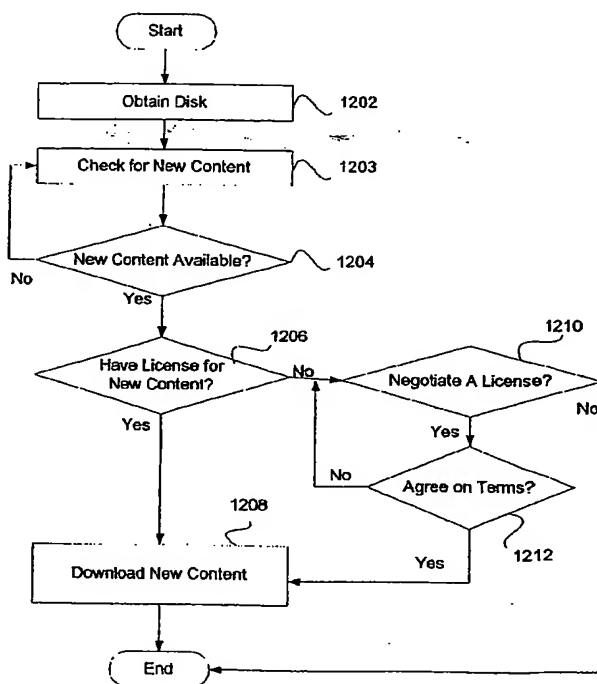 Start
Obtain Disk
1202
Check for New Content
1203
New Content Available?
1204
No
Yes
1206
1210
Have License for
New Content?
No
Negotiate A License?
No
Yes
Yes
No
Agree on Terms?
1208
1212
Download New Content
Yes
End